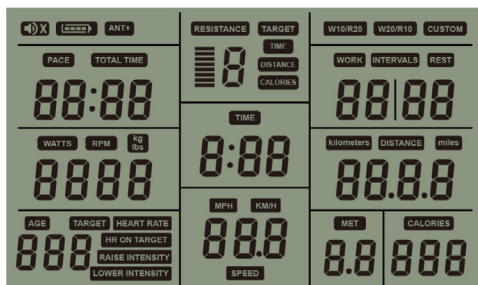 X ANT+
RESISTANCE TARGET
W10/R20 W20/R10 CUSTOM
PACE TOTAL TIME
88:88
18
TIME
DISTANCE
CALORIES
WORK INTERVALS REST
88 88
WATTS RPM kg
lbs
8888
TIME
8:88
kilometers DISTANCE miles
88.8.8
AGE TARGET HEART RATE
888
HR ON TARGET
RAISE INTENSITY
LOWER INTENSITY
MPH KM/H
88.8
SPEED
MET
8.8
CALORIES
888